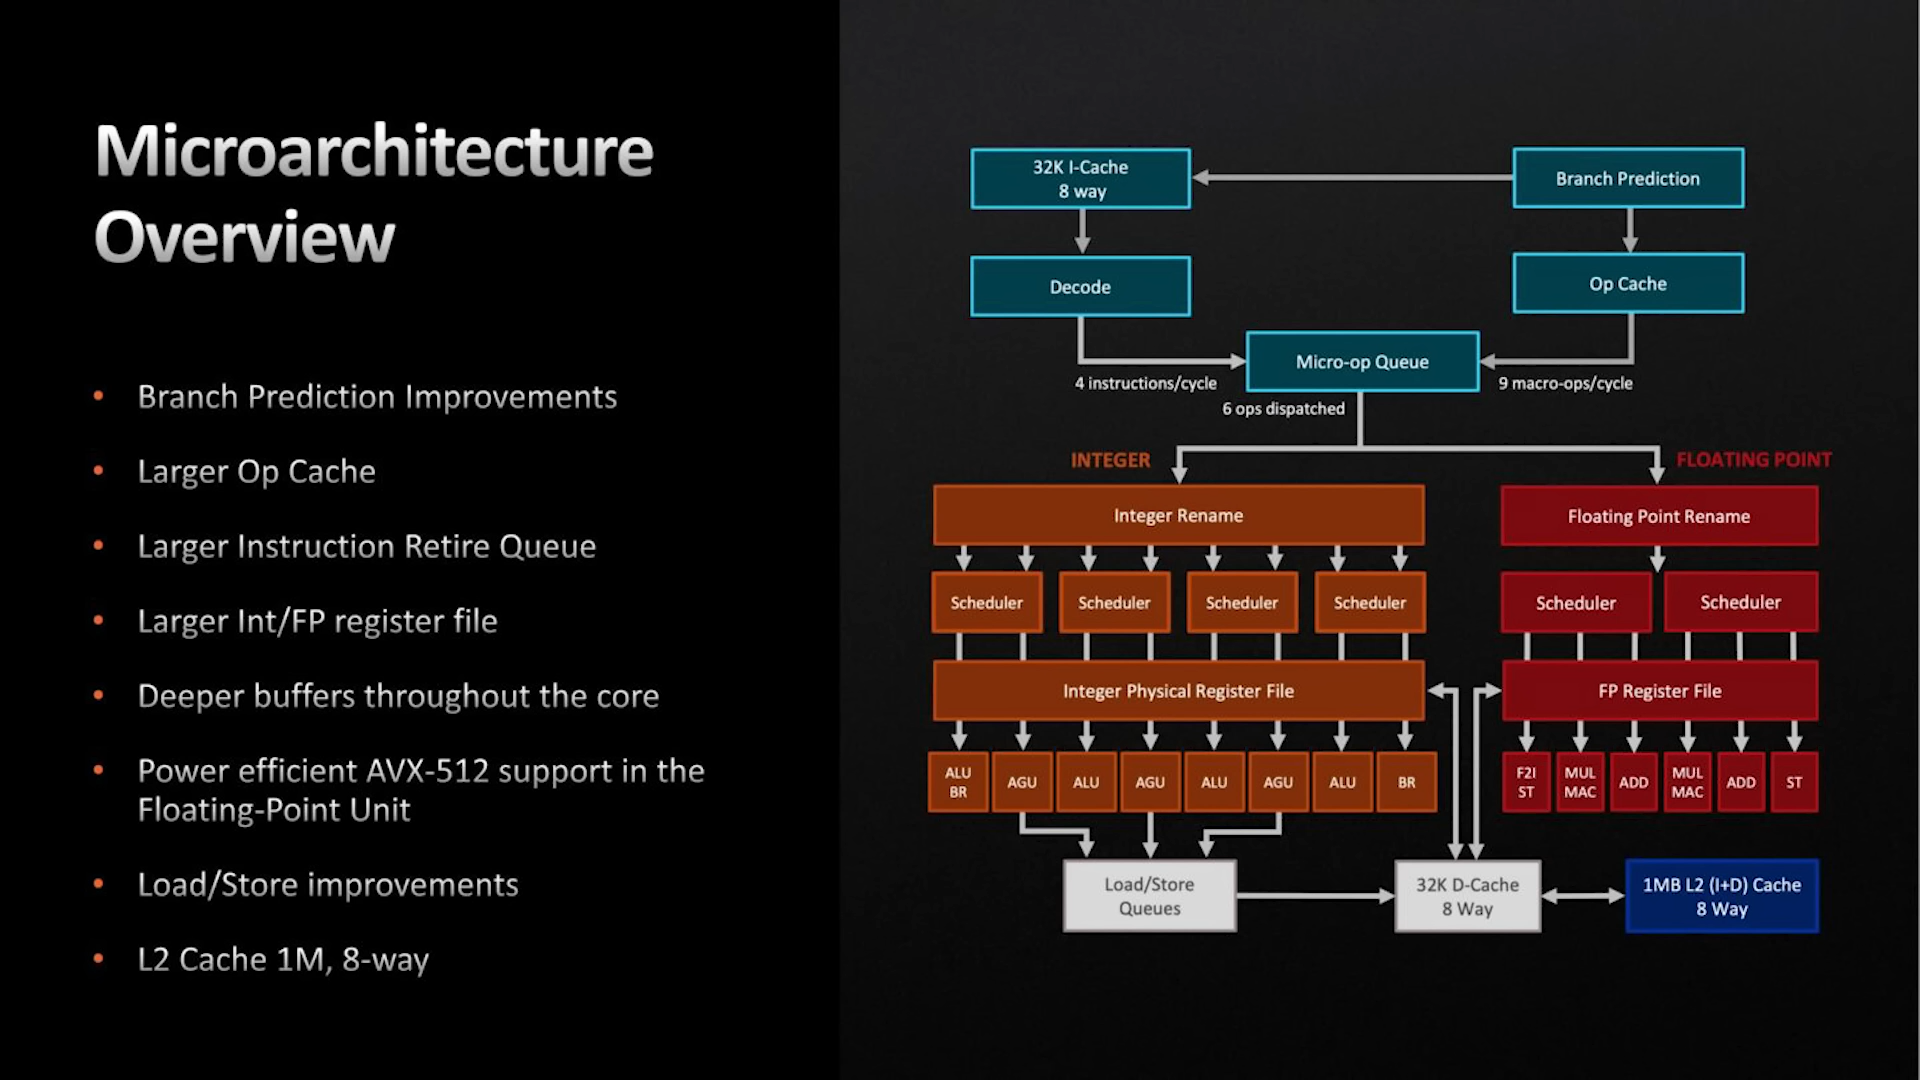 Microarchitecture
Overview
• Branch Prediction Improvements
• Larger Op Cache
• Larger Instruction Retire Queue
• Larger Int/FP register file
• Deeper buffers throughout the core
• Power efficient AVX-512 support in the
Floating-Point Unit
• Load/Store improvements
• L2 Cache 1M, 8-way
32K I-Cache
8 way
Branch Prediction
Decode
Op Cache
Micro-op Queue
4 instructions/cycle
9 macro-ops/cycle
6 ops dispatched
INTEGER
FLOATING POINT
Integer Rename
Floating Point Rename
Scheduler
Scheduler
Scheduler
Scheduler
Scheduler
Scheduler
Integer Physical Register File
FP Register File
ALU
BR
AGU
ALU
AGU
ALU
AGU
ALU
BR
F2I
ST
MUL
MAC
ADD
MUL
MAC
ADD
ST
Load/Store
Queues
32K D-Cache
8 Way
1MB L2 (I+D) Cache
8 Way